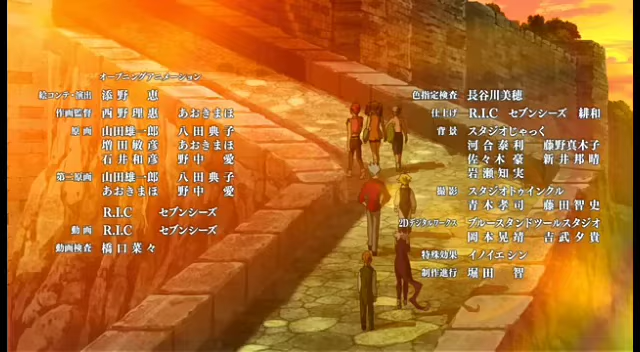 オープニングアニメーション
絵コンテ・演出 添野 恵
作画監督 西野理恵 あおきまほ
原画 山田雄一郎 八田典子
増田敏彦 あおきまほ
石井和彦 野中 愛
第二原画 山田雄一郎 八田典子
あおきまほ 野中 愛
R.I.C セブンシーズ
動画 R.I.C セブンシーズ
動画検査 橋口菜々
色指定検査 長谷川美穂
仕上げ R.I.C セブンシーズ 緋和
背景 スタジオじゃっく
河合泰利 藤野真木子
佐々木豪 新井邦晴
岩瀬知実
撮影 スタジオトゥインクル
青木孝司 藤田智史
2Dデジタルワークス ブルースタンドツールスタジオ
岡本晃靖 吉武夕貴
特殊効果 イノイエシン
制作進行 堀田 智